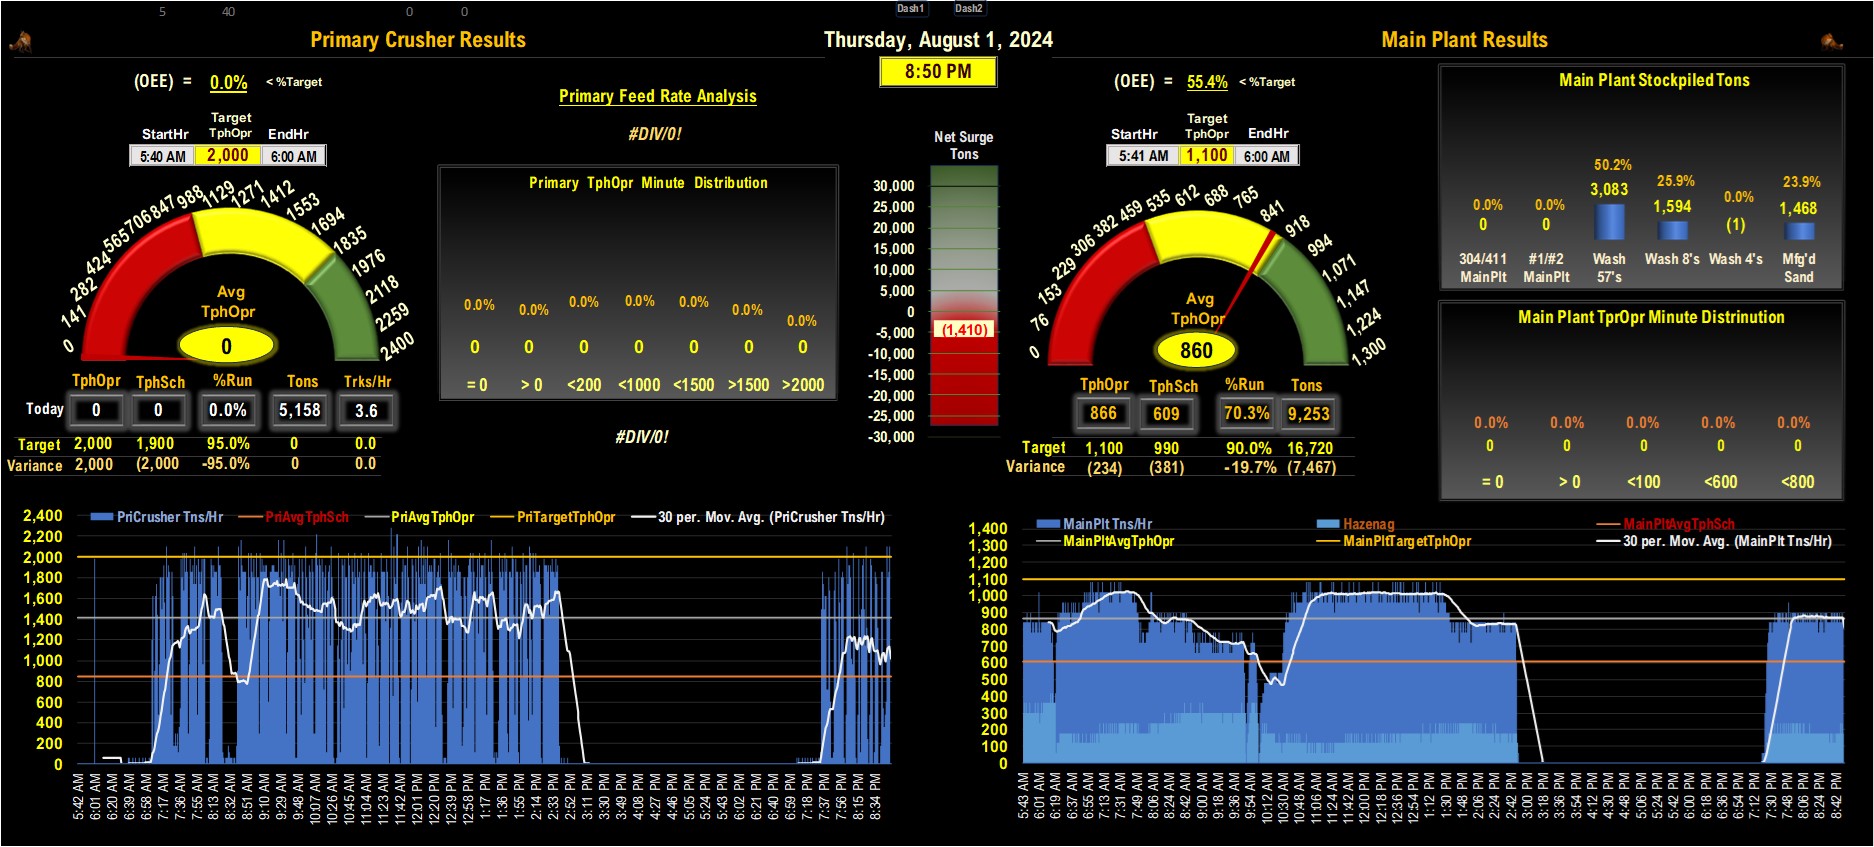 5 40 0 0 Dash1 Dash2
Primary Crusher Results
Thursday, August 1, 2024
Main Plant Results
8:50 PM
(OEE) = 0.0% < %Target
Target
StartHr TphOpr EndHr
5:40 AM 2,000 6:00 AM
0 141 282 424 565 706 847 988 1129 1271 1412 1553 1694 1835 1976 2118 2259 2400
Avg
TphOpr
0
TphOpr TphSch %Run Tons Trks/Hr
Today 0 0 0.0% 5,158 3.6
Target 2,000 1,900 95.0% 0 0.0
Variance 2,000 (2,000 -95.0% 0 0.0
Primary Feed Rate Analysis
#DIV/0!
Primary TphOpr Minute Distribution
0.0% 0.0% 0.0% 0.0% 0.0% 0.0% 0.0%
0 0 0 0 0 0 0
= 0 > 0 <200 <1000 <1500 >1500 >2000
#DIV/0!
Net Surge
Tons
30,000
25,000
20,000
15,000
10,000
5,000
0
-5,000
(1,410)
-10,000
-15,000
-20,000
-25,000
-30,000
(OEE) = 55.4% < %Target
Target
StartHr TphOpr EndHr
5:41 AM 1,100 6:00 AM
0 76 153 229 306 382 459 535 612 688 765 841 918 994 1,071 1,147 1,224 1,300
Avg
TphOpr
860
TphOpr TphSch %Run Tons
866 609 70.3% 9,253
Target 1,100 990 90.0% 16,720
Variance (234) (381) -19.7% (7,467)
Main Plant Stockpiled Tons
0.0% 0.0% 50.2% 25.9% 0.0% 23.9%
0 0 3,083 1,594 (1) 1,468
304/411 #1/#2 Wash Wash 8's Wash 4's Mfg'd
MainPlt MainPlt 57's Sand
Main Plant TprOpr Minute Distrinution
0.0% 0.0% 0.0% 0.0% 0.0%
0 0 0 0 0
= 0 > 0 <100 <600 <800
PriCrusher Tns/Hr PriAvgTphSch PriAvgTphOpr PriTargetTphOpr 30 per. Mov. Avg. (PriCrusher Tns/Hr)
2,400
2,200
2,000
1,800
1,600
1,400
1,200
1,000
800
600
400
200
0
5:42 AM 6:01 AM 6:20 AM 6:39 AM 6:58 AM 7:17 AM 7:36 AM 7:55 AM 8:13 AM 8:32 AM 8:51 AM 9:10 AM 9:29 AM 9:48 AM 10:07 AM 10:26 AM 10:45 AM 11:04 AM 11:23 AM 11:42 AM 12:01 PM 12:20 PM 12:39 PM 12:58 PM 1:17 PM 1:36 PM 1:55 PM 2:14 PM 2:33 PM 2:52 PM 3:11 PM 3:30 PM 3:49 PM 4:08 PM 4:27 PM 4:46 PM 5:05 PM 5:24 PM 5:43 PM 6:02 PM 6:21 PM 6:40 PM 6:59 PM 7:18 PM 7:37 PM 7:56 PM 8:15 PM 8:34 PM
MainPlt Tns/Hr Hazenag MainPltAvgTphSch
MainPltAvgTphOpr MainPltTargetTphOpr 30 per. Mov. Avg. (MainPlt Tns/Hr)
1,400
1,300
1,200
1,100
1,000
900
800
700
600
500
400
300
200
100
0
5:43 AM 6:01 AM 6:19 AM 6:37 AM 6:55 AM 7:13 AM 7:31 AM 7:49 AM 8:06 AM 8:24 AM 8:42 AM 9:00 AM 9:18 AM 9:36 AM 9:54 AM 10:12 AM 10:30 AM 10:48 AM 11:06 AM 11:24 AM 11:42 AM 12:00 PM 12:18 PM 12:36 PM 12:54 PM 1:12 PM 1:30 PM 1:48 PM 2:06 PM 2:24 PM 2:42 PM 3:00 PM 3:18 PM 3:36 PM 3:54 PM 4:12 PM 4:30 PM 4:48 PM 5:06 PM 5:24 PM 5:42 PM 6:00 PM 6:18 PM 6:36 PM 6:54 PM 7:12 PM 7:30 PM 7:48 PM 8:06 PM 8:24 PM 8:42 PM